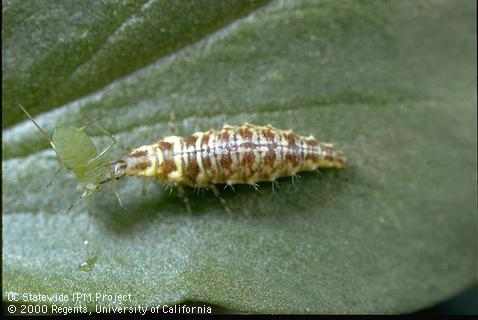 UC Statewide IPM Project
© 2000 Regents, University of California